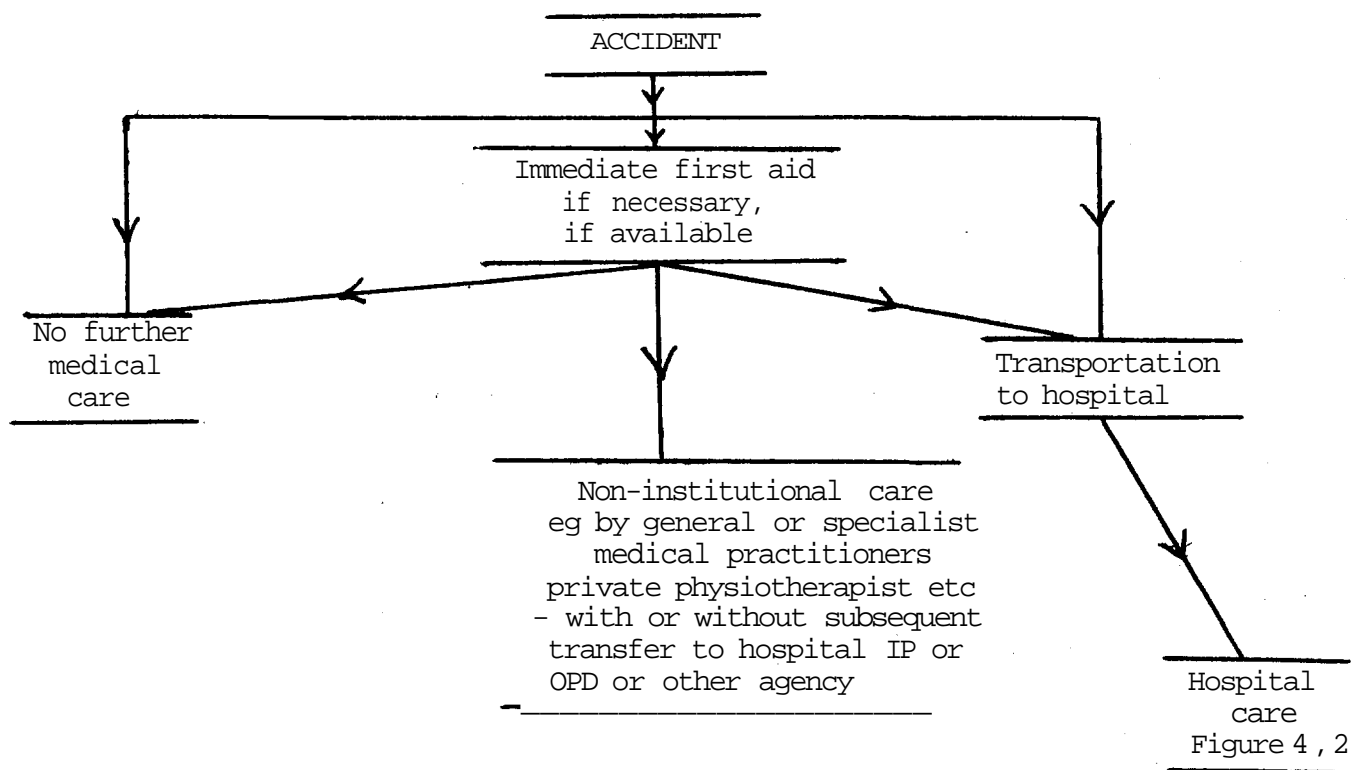 ACCIDENT
Immediate first aid
if necessary,
if available
No further
medical
care
Transportation
to hospital
Non-institutional care
eg by general or specialist
medical practitioners
private physiotherapist etc
- with or without subsequent
transfer to hospital IP or
OPD or other agency
Hospital
care
Figure 4,2